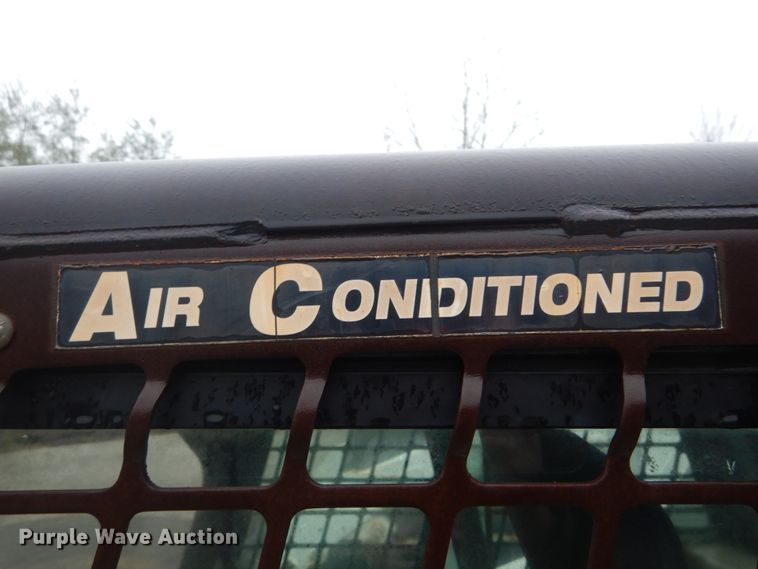 AIR CONDITIONED
Purple Wave Auction